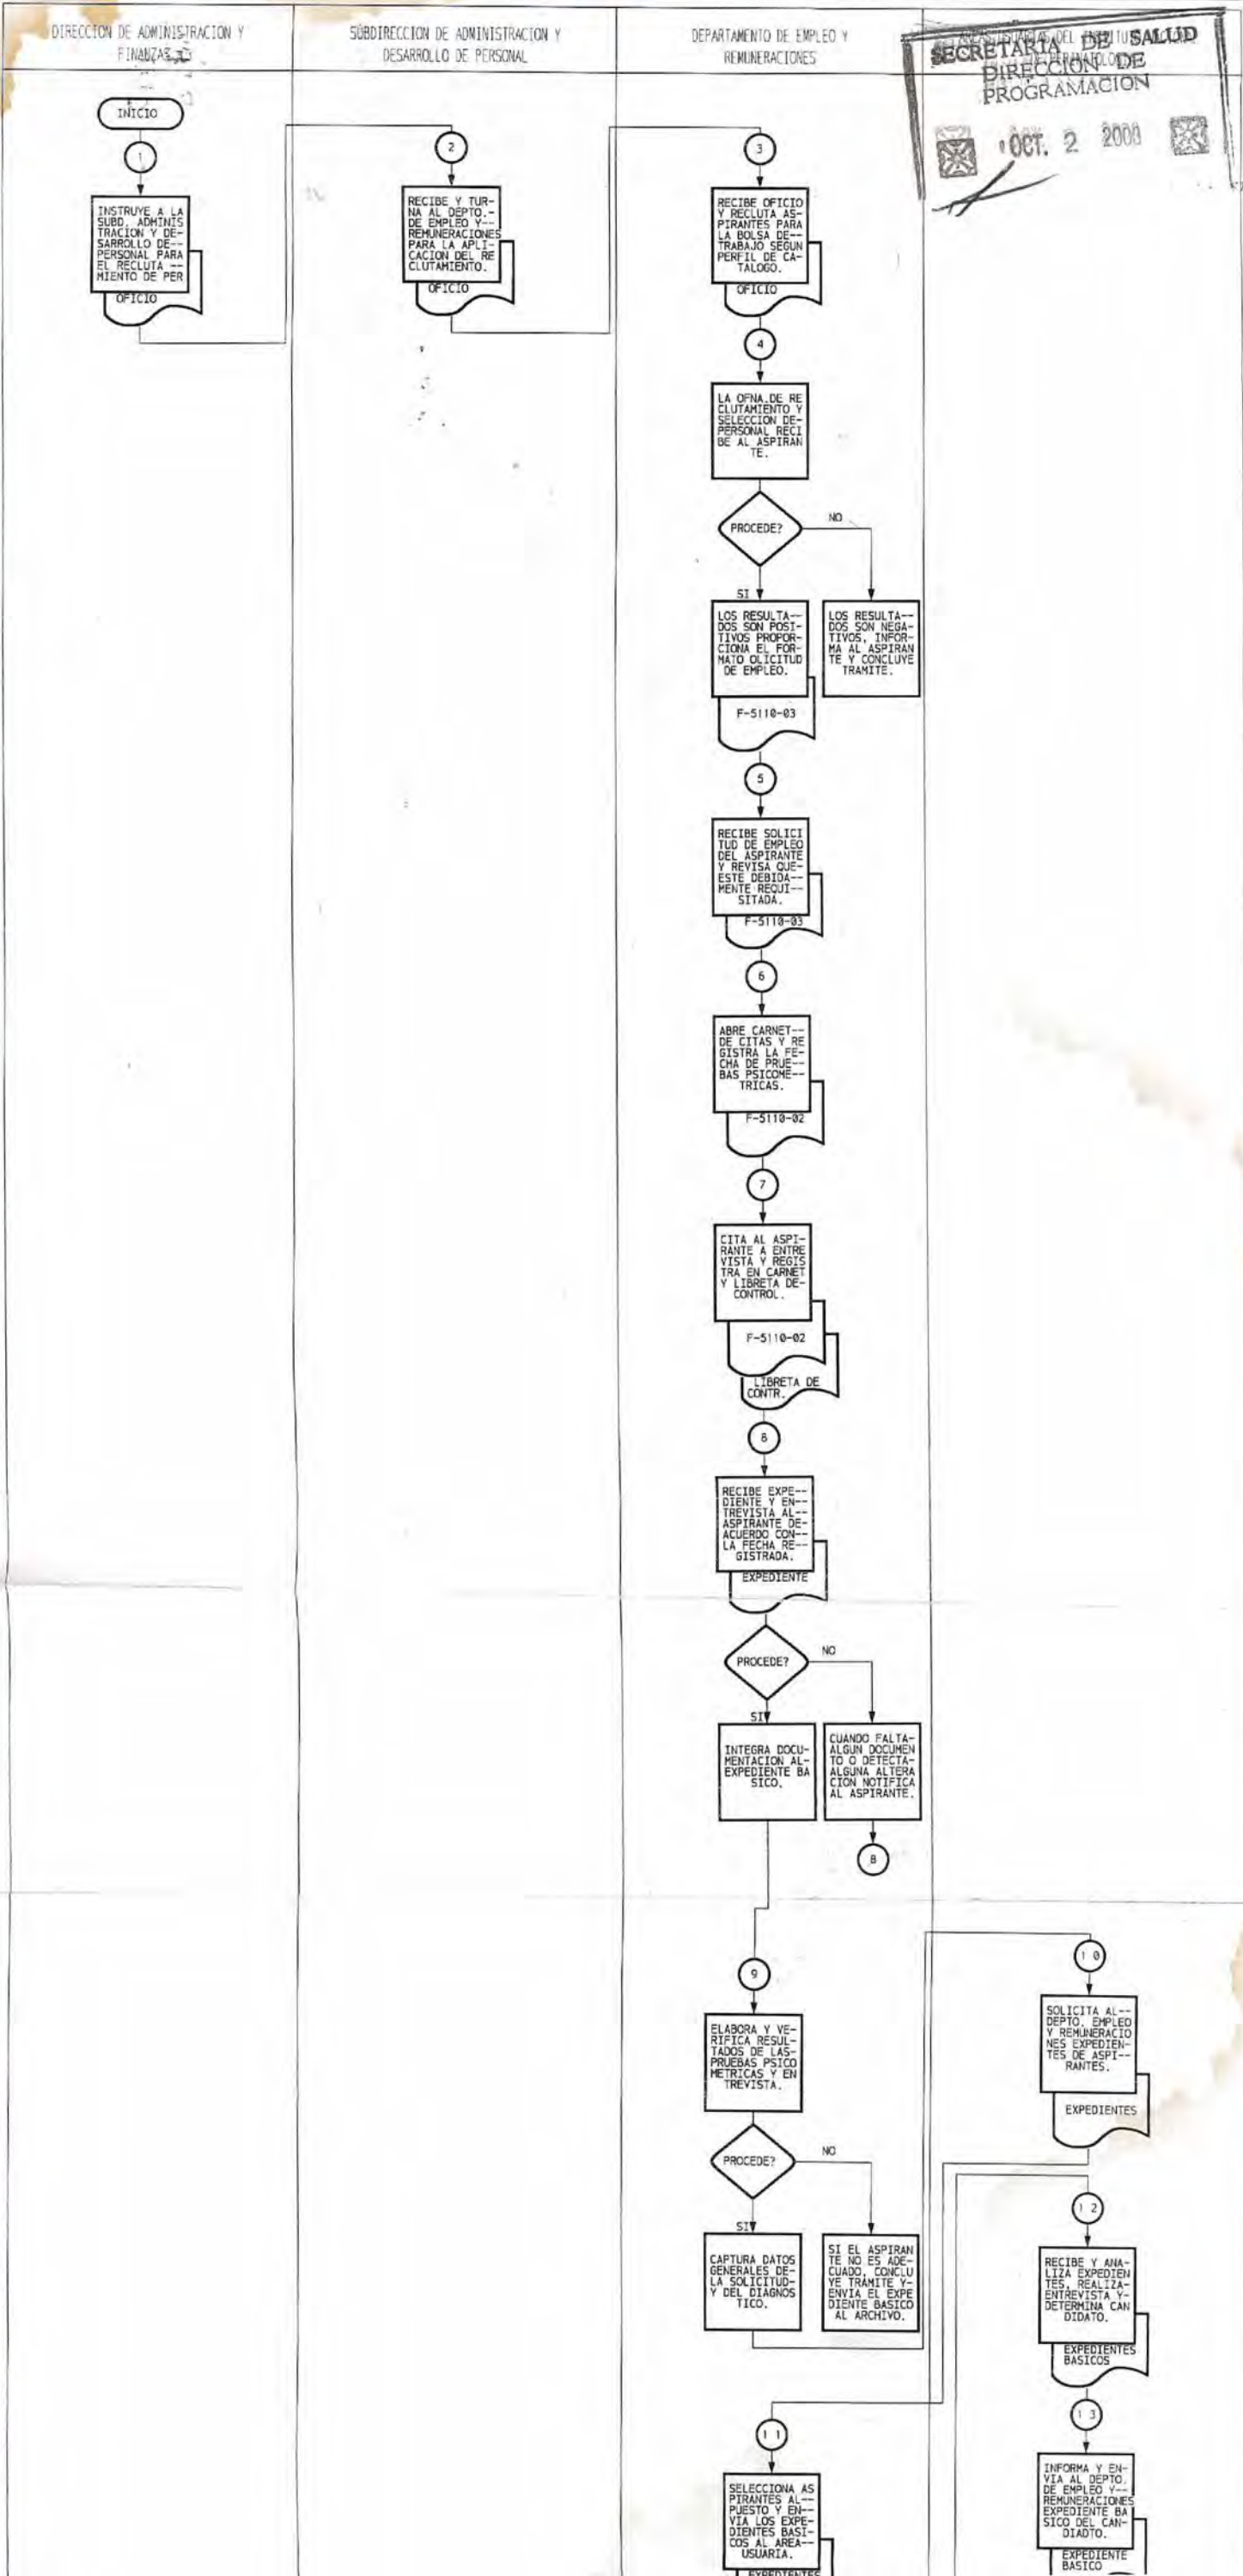 DIRECCION DE ADMINISTRACION Y
FINANZAS
SUBDIRECCION DE ADMINISTRACION Y
DESARROLLO DE PERSONAL
DEPARTAMENTO DE EMPLEO Y
REMUNERACIONES
SECRETARIA DE SALUD
DIRECCION DE
PROGRAMACION
OCT. 2 2000
INICIO
1
INSTRUYE A LA
SUBD. ADMINIS
TRACION Y DE-
SARROLLO DE--
PERSONAL PARA
EL RECLUTA --
MIENTO DE PER
OFICIO
2
RECIBE Y TUR-
NA AL DEPTO.-
DE EMPLEO Y--
REMUNERACIONES
PARA LA APLI-
CACION DEL RE
CLUTAMIENTO.
OFICIO
3
RECIBE OFICIO
Y RECLUTA AS-
PIRANTES PARA
LA BOLSA DE--
TRABAJO SEGUN
PERFIL DE CA-
TALOGO.
OFICIO
4
LA OFNA.DE RE
CLUTAMIENTO Y
SELECCION DE-
PERSONAL RECI
BE AL ASPIRAN
TE.
PROCEDE?
NO
SI
LOS RESULTA--
DOS SON POSI-
TIVOS PROPOR-
CIONA EL FOR-
MATO OLICITUD
DE EMPLEO.
F-5110-03
LOS RESULTA--
DOS SON NEGA-
TIVOS, INFOR-
MA AL ASPIRAN
TE Y CONCLUYE
TRAMITE.
5
RECIBE SOLICI
TUD DE EMPLEO
DEL ASPIRANTE
Y REVISA QUE-
ESTE DEBIDA--
MENTE REQUI--
SITADA.
F-5110-03
6
ABRE CARNET--
DE CITAS Y RE
GISTRA LA FE-
CHA DE PRUE--
BAS PSICOME--
TRICAS.
F-5110-02
7
CITA AL ASPI-
RANTE A ENTRE
VISTA Y REGIS
TRA EN CARNET
Y LIBRETA DE-
CONTROL.
F-5110-02
LIBRETA DE
CONTR.
8
RECIBE EXPE--
DIENTE Y EN--
TREVISTA AL--
ASPIRANTE DE-
ACUERDO CON--
LA FECHA RE--
GISTRADA.
EXPEDIENTE
PROCEDE?
NO
SI
INTEGRA DOCU-
MENTACION AL-
EXPEDIENTE BA
SICO.
CUANDO FALTA-
ALGUN DOCUMEN
TO O DETECTA-
ALGUNA ALTERA
CION NOTIFICA
AL ASPIRANTE.
8
9
ELABORA Y VE-
RIFICA RESUL-
TADOS DE LAS-
PRUEBAS PSICO
METRICAS Y EN
TREVISTA.
PROCEDE?
NO
SI
CAPTURA DATOS
GENERALES DE-
LA SOLICITUD-
Y DEL DIAGNOS
TICO.
SI EL ASPIRAN
TE NO ES ADE-
CUADO, CONCLU
YE TRAMITE Y-
ENVIA EL EXPE
DIENTE BASICO
AL ARCHIVO.
10
SOLICITA AL--
DEPTO. EMPLEO
Y REMUNERACIO
NES EXPEDIEN-
TES DE ASPI--
RANTES.
EXPEDIENTES
11
SELECCIONA AS
PIRANTES AL--
PUESTO Y EN--
VIA LOS EXPE-
DIENTES BASI-
COS AL AREA--
USUARIA.
EXPEDIENTES
12
RECIBE Y ANA-
LIZA EXPEDIEN
TES, REALIZA-
ENTREVISTA Y-
DETERMINA CAN
DIDATO.
EXPEDIENTES
BASICOS
13
INFORMA Y EN-
VIA AL DEPTO.
DE EMPLEO Y--
REMUNERACIONES
EXPEDIENTE BA
SICO DEL CAN-
DIADTO.
EXPEDIENTE
BASICO